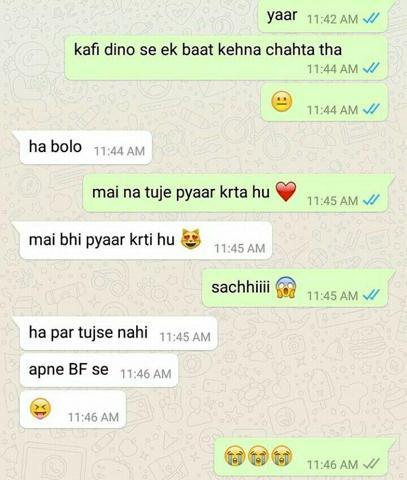 yaar 11:42 AM
kafi dino se ek baat kehna chahta tha
11:44 AM
😐 11:44 AM
ha bolo 11:44 AM
mai na tuje pyaar krta hu ❤️ 11:45 AM
mai bhi pyaar krti hu 😻 11:45 AM
sachhiiii 😱 11:45 AM
ha par tujse nahi 11:45 AM
apne BF se 11:46 AM
😝 11:46 AM
😭😭😭 11:46 AM